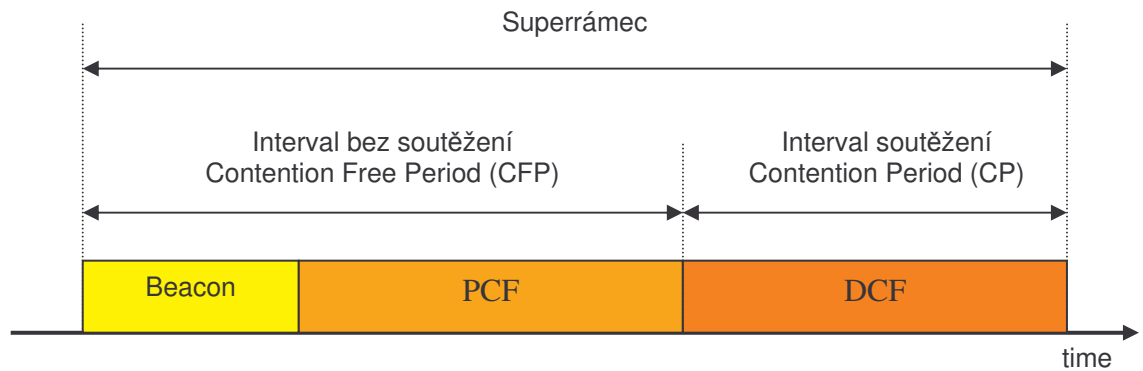 Superrámec
Interval bez soutěžení
Contention Free Period (CFP)
Interval soutěžení
Contention Period (CP)
Beacon
PCF
DCF
time